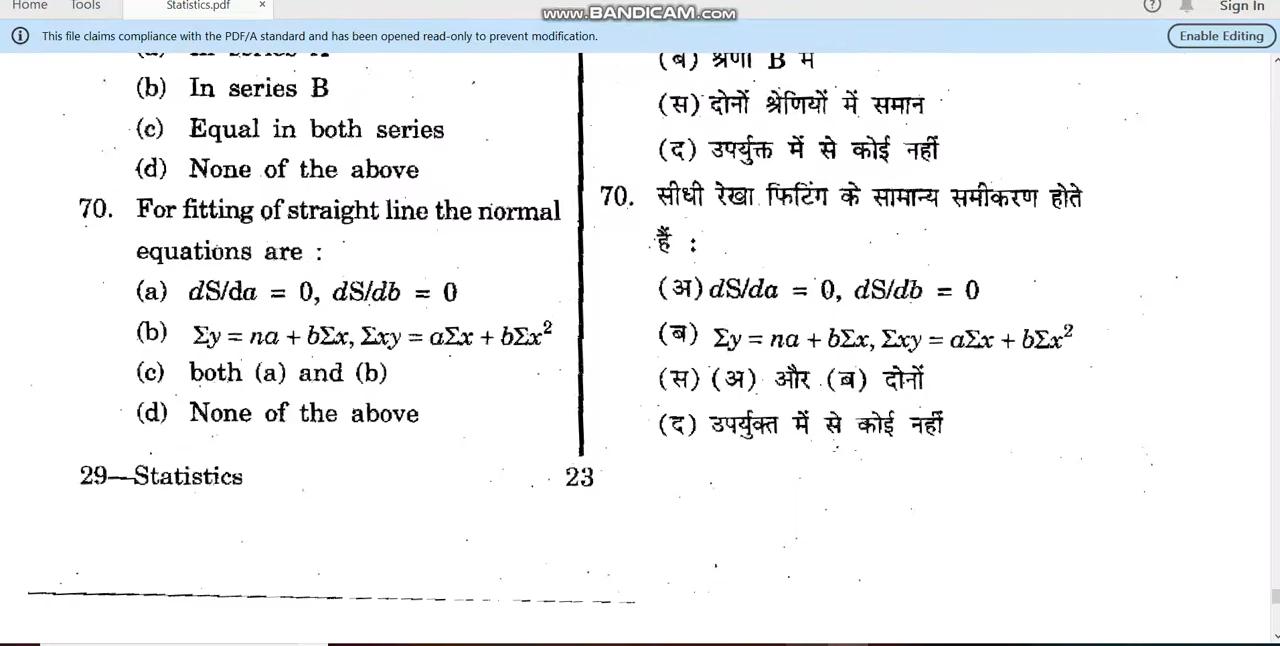 Home Tools Statistics.pdf × www.BANDICAM.com Sign In
This file claims compliance with the PDF/A standard and has been opened read-only to prevent modification. Enable Editing
(b) In series B
(c) Equal in both series
(d) None of the above
70. For fitting of straight line the normal
equations are :
(a) dS/da = 0, dS/db = 0
(b) Σy = na + bΣx, Σxy = aΣx + bΣx²
(c) both (a) and (b)
(d) None of the above
29—Statistics
(ब) श्रेणी B में
(स) दोनों श्रेणियों में समान
(द) उपर्युक्त में से कोई नहीं
70. सीधी रेखा फिटिंग के सामान्य समीकरण होते
हैं :
(अ) dS/da = 0, dS/db = 0
(ब) Σy = na + bΣx, Σxy = aΣx + bΣx²
(स) (अ) और (ब) दोनों
(द) उपर्युक्त में से कोई नहीं
23